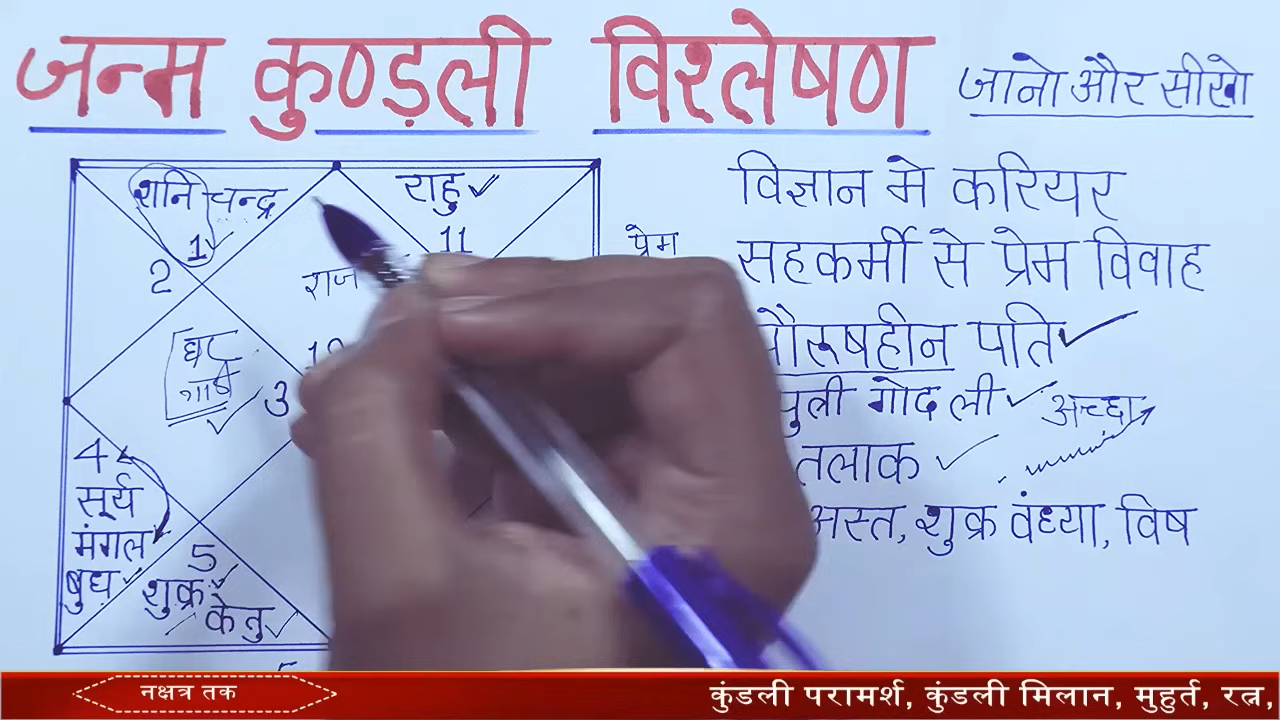 जन्म कुण्डली विश्लेषण
जानो और सीखो
शनि चन्द्र
1
2
राहु
11
राज
3
4
सूर्य
मंगल
बुध
5
शुक्र
केतु
प्रेम
विज्ञान मे करियर
सहकर्मी से प्रेम विवाह
पति
गोद ली अच्छा
तलाक
अस्त, शुक्र वंध्या, विष
नक्षत्र तक
कुंडली परामर्श, कुंडली मिलान, मुहुर्त, रत्न,